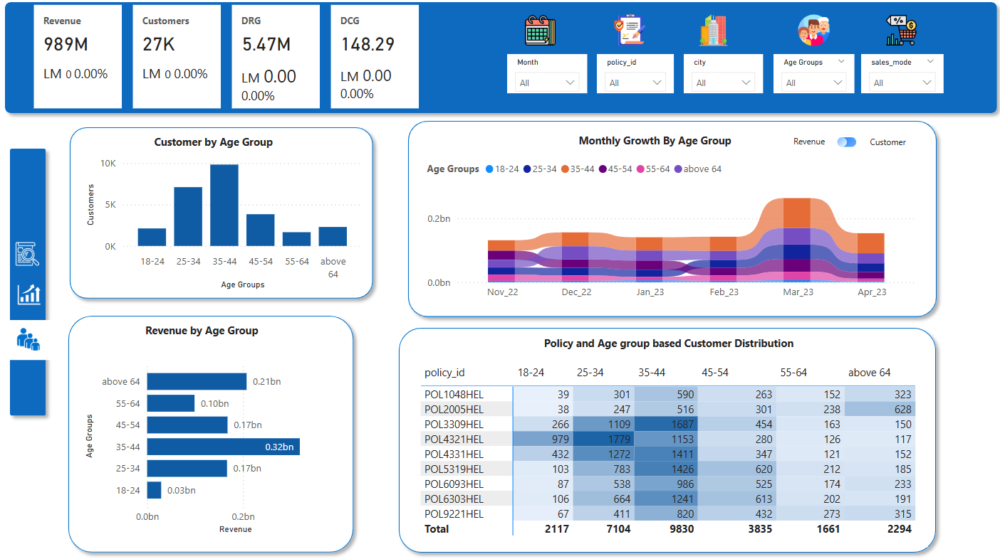 Revenue
989M
LM 0 0.00%
Customers
27K
LM 0 0.00%
DRG
5.47M
LM 0.00
0.00%
DCG
148.29
LM 0.00
0.00%
Month
All
policy_id
All
city
All
Age Groups
All
sales_mode
All
Customer by Age Group
Customers
10K
5K
0K
18-24 25-34 35-44 45-54 55-64 above
64
Age Groups
Monthly Growth By Age Group
Revenue Customer
Age Groups 18-24 25-34 35-44 45-54 55-64 above 64
0.2bn
0.0bn
Nov_22 Dec_22 Jan_23 Feb_23 Mar_23 Apr_23
Revenue by Age Group
Age Groups
above 64 0.21bn
55-64 0.10bn
45-54 0.17bn
35-44 0.32bn
25-34 0.17bn
18-24 0.03bn
0.0bn 0.2bn
Revenue
Policy and Age group based Customer Distribution
policy_id 18-24 25-34 35-44 45-54 55-64 above 64
POL1048HEL 39 301 590 263 152 323
POL2005HEL 38 247 516 301 238 628
POL3309HEL 266 1109 1687 454 163 150
POL4321HEL 979 1779 1153 280 126 117
POL4331HEL 432 1272 1411 347 121 152
POL5319HEL 103 783 1426 620 212 185
POL6093HEL 87 538 986 525 174 233
POL6303HEL 106 664 1241 613 202 191
POL9221HEL 67 411 820 432 273 315
Total 2117 7104 9830 3835 1661 2294